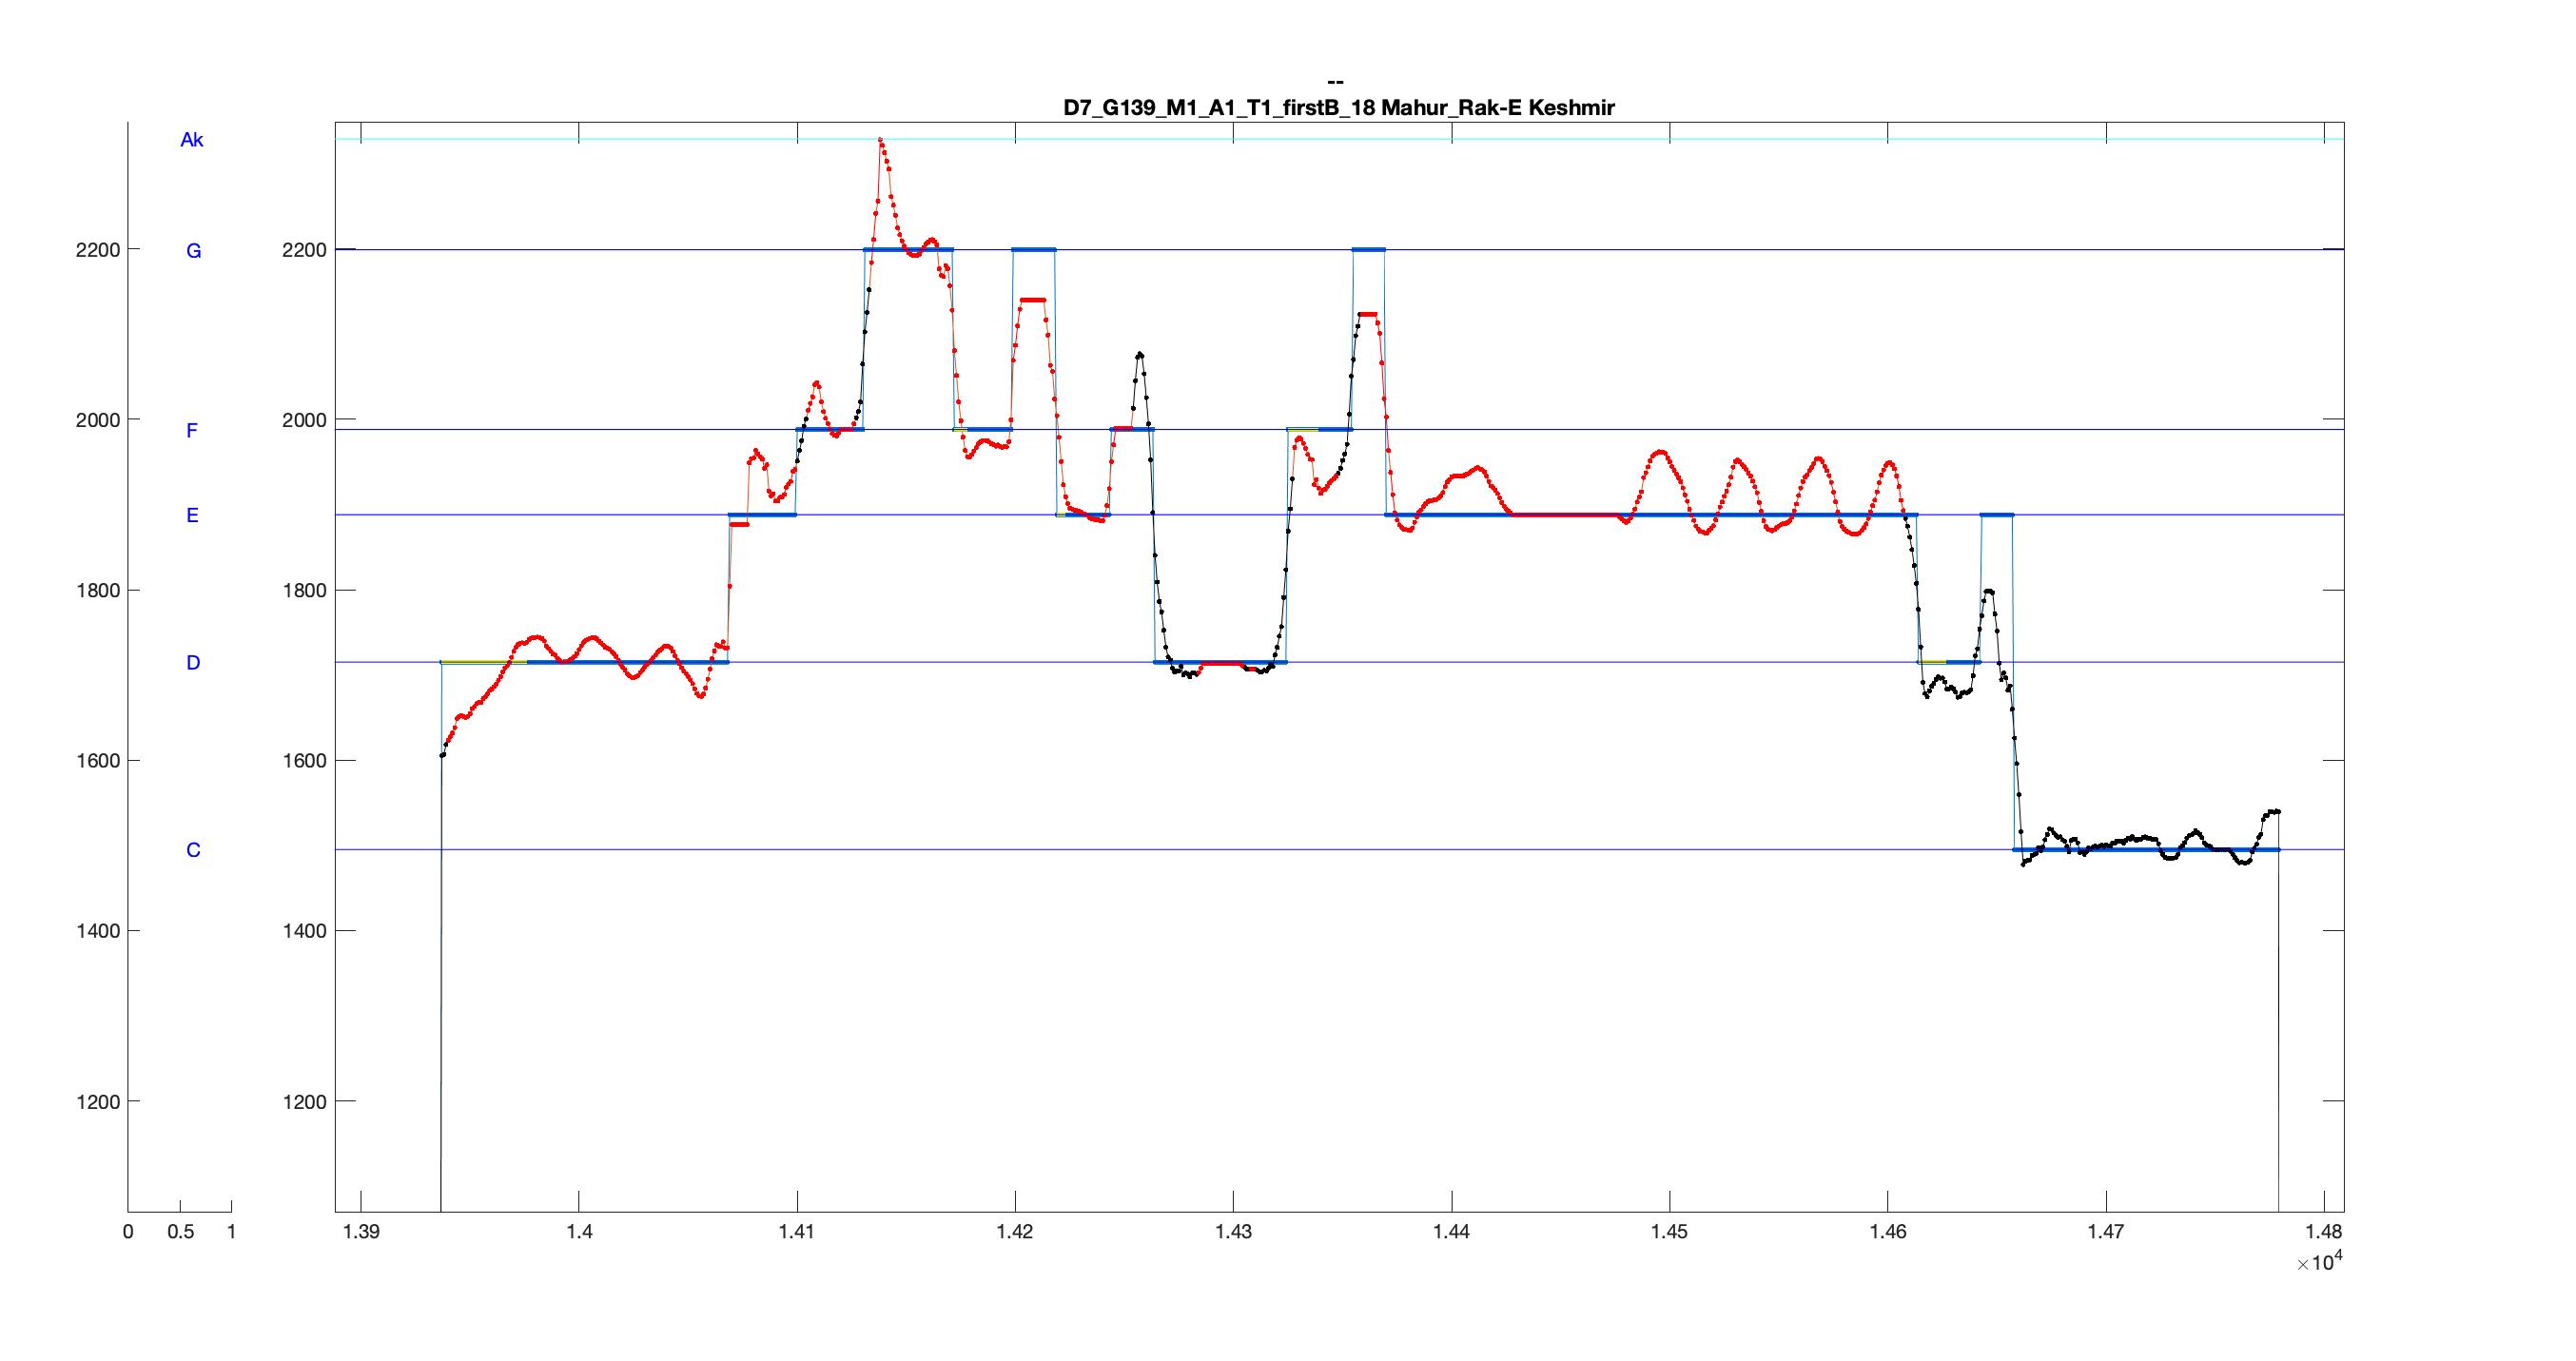 --
D7_G139_M1_A1_T1_firstB_18 Mahur_Rak-E Keshmir
Ak
2200 G 2200
2000 F 2000
E
1800 1800
D
1600 1600
C
1400 1400
1200 1200
0 0.5 1 1.39 1.4 1.41 1.42 1.43 1.44 1.45 1.46 1.47 1.48
×10⁴